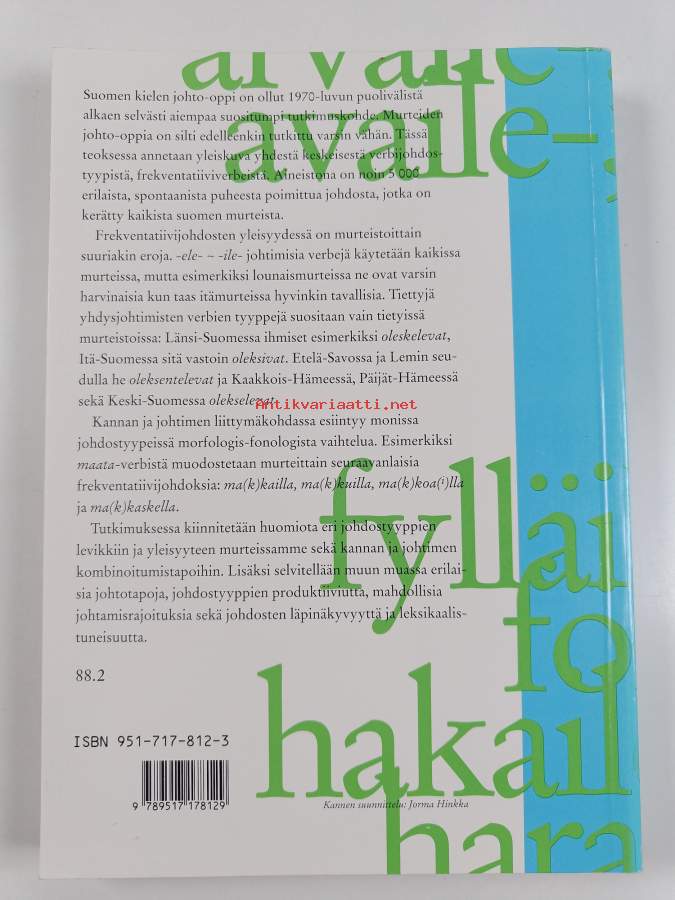 arvaile-
availe-
Suomen kielen johto-oppi on ollut 1970-luvun puolivälistä
alkaen selvästi aiempaa suositumpi tutkimuskohde. Murteiden
johto-oppia on silti edelleenkin tutkittu varsin vähän. Tässä
teoksessa annetaan yleiskuva yhdestä keskeisestä verbijohdos-
tyypistä, frekventatiiviverbeistä. Aineistona on noin 5 000
erilaista, spontaanista puheesta poimittua johdosta, jotka on
kerätty kaikista suomen murteista.
Frekventatiivijohdosten yleisyydessä on murteistoittain
suuriakin eroja. -ele- ~ -ile- johtimisia verbejä käytetään kaikissa
murteissa, mutta esimerkiksi lounaismurteissa ne ovat varsin
harvinaisia kun taas itämurteissa hyvinkin tavallisia. Tiettyjä
yhdysjohtimisten verbien tyyppejä suositaan vain tietyissä
murteistoissa: Länsi-Suomessa ihmiset esimerkiksi oleskelevat,
Itä-Suomessa sitä vastoin oleksivat. Etelä-Savossa ja Lemin seu-
dulla he oleksentelevat ja Kaakkois-Hämeessä, Päijät-Hämeessä
sekä Keski-Suomessa olekselevat.
Antikvariaatti.net
Kannan ja johtimen liittymäkohdassa esiintyy monissa
johdostyypeissä morfologis-fonologista vaihtelua. Esimerkiksi
maata-verbistä muodostetaan murteittain seuraavanlaisia
frekventatiivijohdoksia: ma(k)kailla, ma(k)kuilla, ma(k)koa(i)lla
ja ma(k)kaskella.
Tutkimuksessa kiinnitetään huomiota eri johdostyyppien
levikkiin ja yleisyyteen murteissamme sekä kannan ja johtimen
kombinoitumistapoihin. Lisäksi selvitellään muun muassa erilai-
sia johtotapoja, johdostyyppien produktiiviutta, mahdollisia
johtamisrajoituksia sekä johdosten läpinäkyvyyttä ja leksikaalis-
tuneisuutta.
fylläi
fo
88.2
hakail
ISBN 951-717-812-3
9 789517 178129
Kannen suunnittelu: Jorma Hinkka
hara